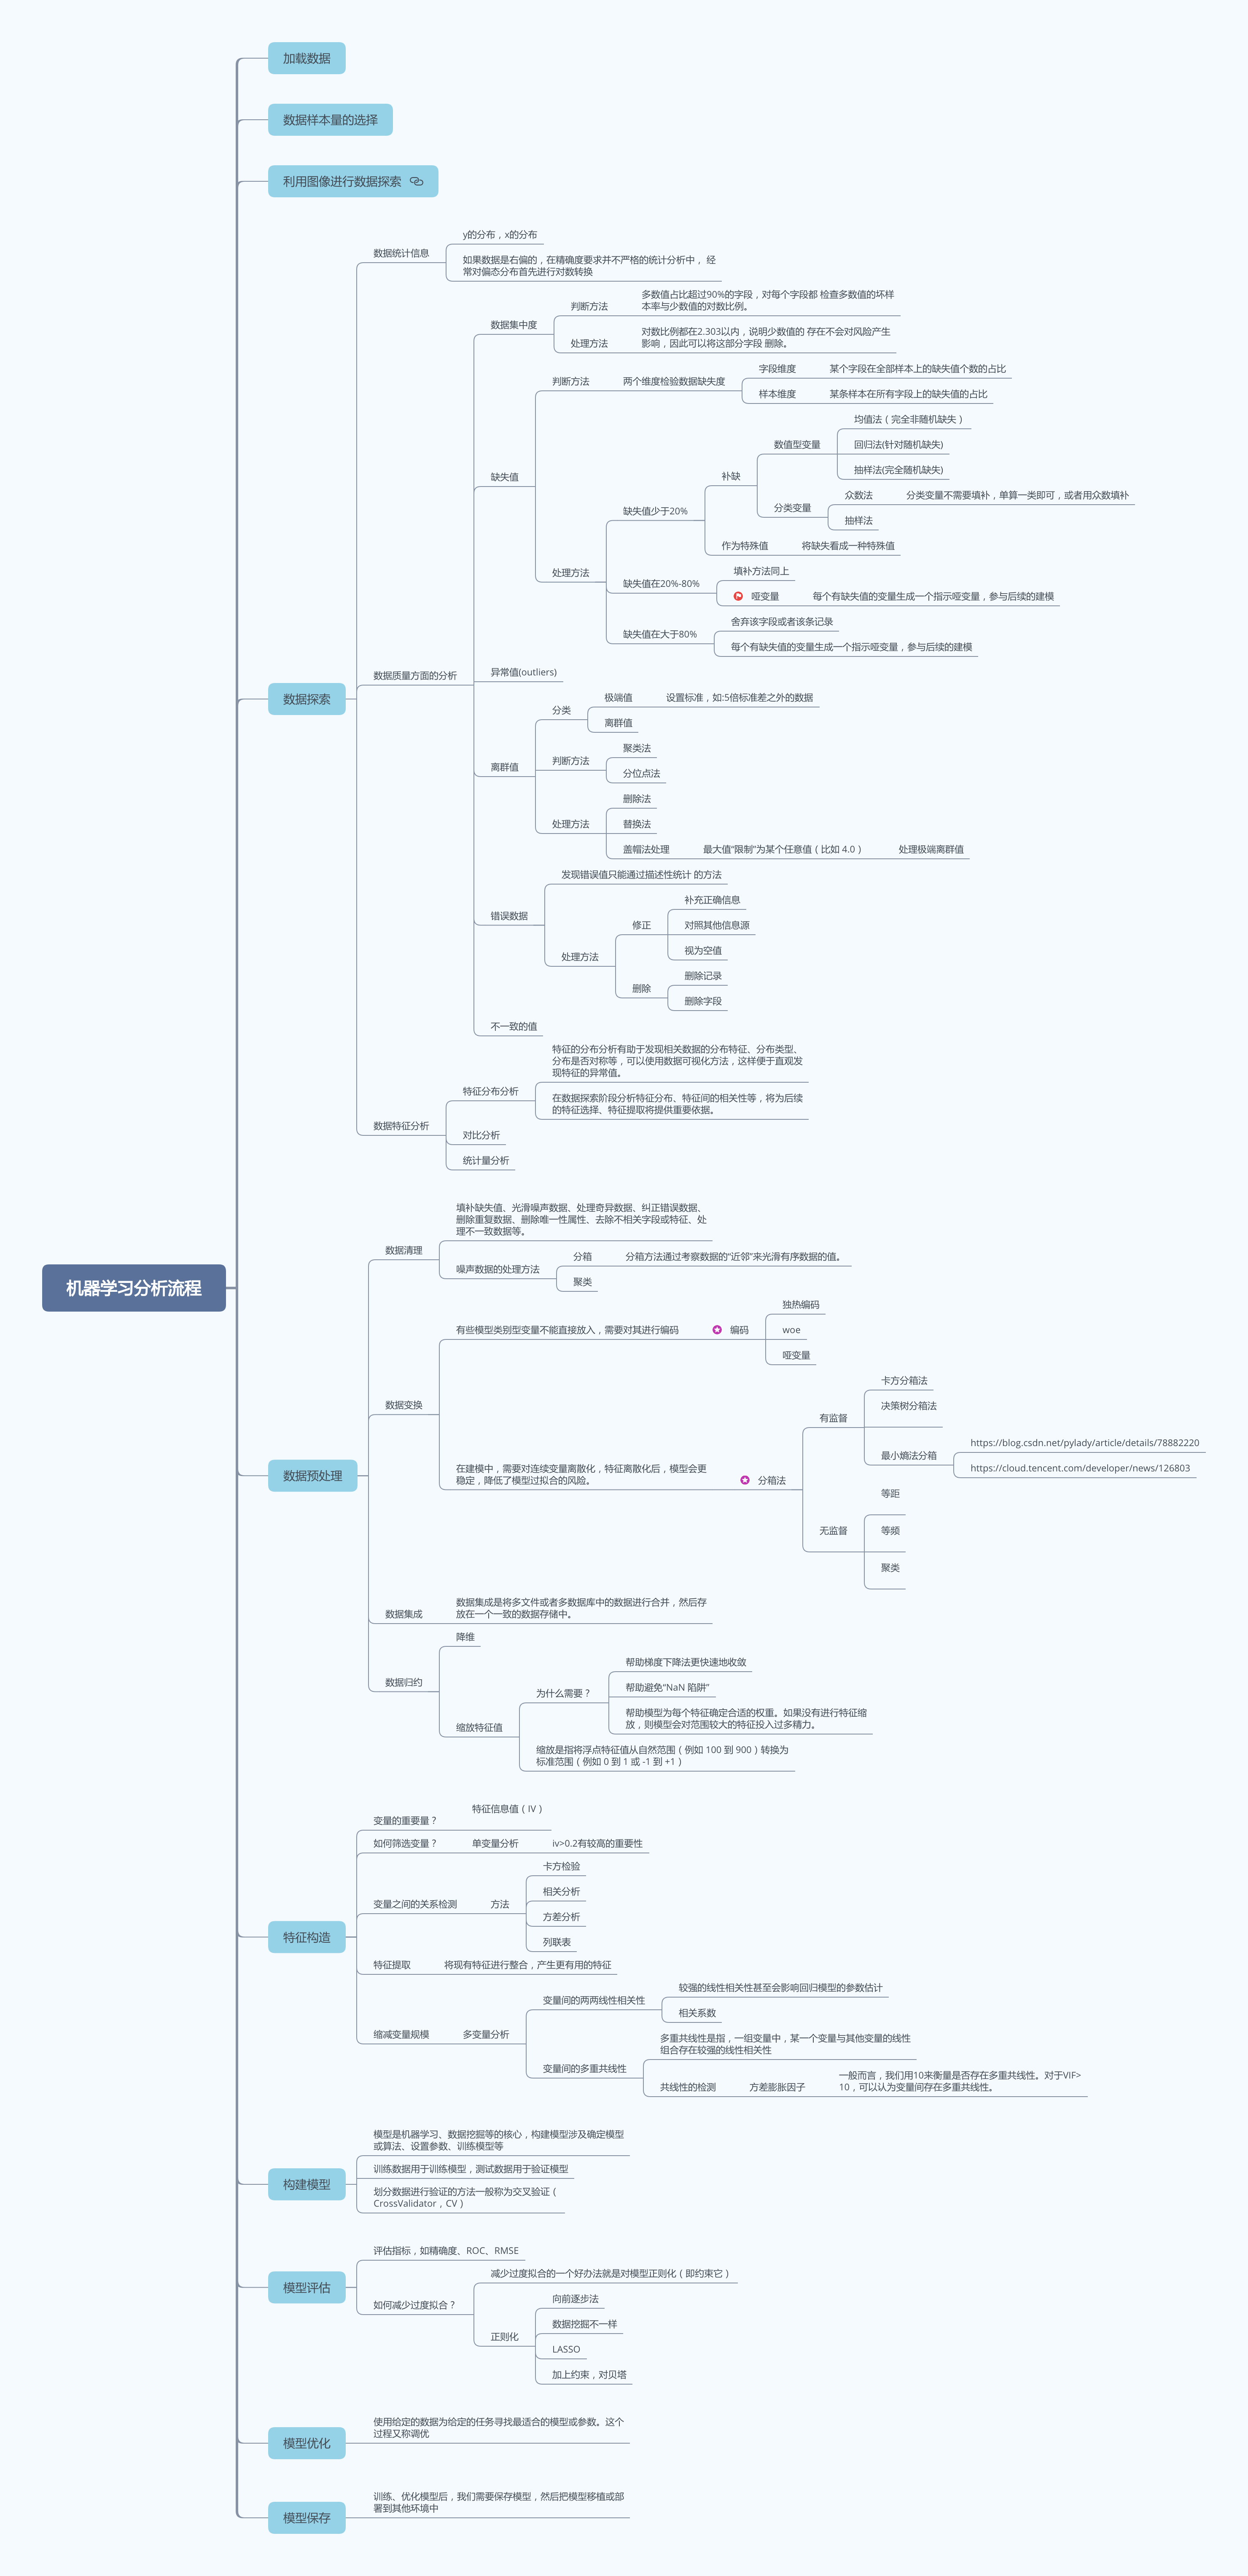 加载数据
数据样本量的选择
利用图像进行数据探索
y的分布，x的分布
数据统计信息
如果数据是右偏的，在精确度要求并不严格的统计分析中， 经
常对偏态分布首先进行对数转换
多数值占比超过90%的字段，对每个字段都 检查多数值的坏样
本率与少数值的对数比例。
判断方法
数据集中度
对数比例都在2.303以内，说明少数值的 存在不会对风险产生
影响，因此可以将这部分字段 删除。
处理方法
字段维度
某个字段在全部样本上的缺失值个数的占比
判断方法
两个维度检验数据缺失度
样本维度
某条样本在所有字段上的缺失值的占比
均值法（完全非随机缺失）
数值型变量
回归法(针对随机缺失)
抽样法(完全随机缺失)
补缺
缺失值
众数法
分类变量不需要填补，单算一类即可，或者用众数填补
分类变量
抽样法
缺失值少于20%
作为特殊值
将缺失看成一种特殊值
处理方法
填补方法同上
缺失值在20%-80%
哑变量
每个有缺失值的变量生成一个指示哑变量，参与后续的建模
舍弃该字段或者该条记录
缺失值在大于80%
每个有缺失值的变量生成一个指示哑变量，参与后续的建模
数据质量方面的分析
异常值(outliers)
数据探索
极端值
设置标准，如:5倍标准差之外的数据
分类
离群值
聚类法
判断方法
离群值
分位点法
删除法
处理方法
替换法
盖帽法处理
最大值“限制”为某个任意值（比如 4.0 ）
处理极端离群值
发现错误值只能通过描述性统计 的方法
错误数据
补充正确信息
修正
对照其他信息源
视为空值
处理方法
删除记录
删除
删除字段
不一致的值
特征的分布分析有助于发现相关数据的分布特征、分布类型、
分布是否对称等，可以使用数据可视化方法，这样便于直观发
现特征的异常值。
特征分布分析
在数据探索阶段分析特征分布、特征间的相关性等，将为后续
的特征选择、特征提取将提供重要依据。
数据特征分析
对比分析
统计量分析
填补缺失值、光滑噪声数据、处理奇异数据、纠正错误数据、
删除重复数据、删除唯一性属性、去除不相关字段或特征、处
理不一致数据等。
数据清理
分箱
分箱方法通过考察数据的“近邻”来光滑有序数据的值。
噪声数据的处理方法
聚类
机器学习分析流程
独热编码
有些模型类别型变量不能直接放入，需要对其进行编码
编码
woe
哑变量
数据变换
卡方分箱法
决策树分箱法
有监督
https://blog.csdn.net/pylady/article/details/78882220
最小熵法分箱
https://cloud.tencent.com/developer/news/126803
在建模中，需要对连续变量离散化，特征离散化后，模型会更
稳定，降低了模型过拟合的风险。
分箱法
数据预处理
等距
无监督
等频
聚类
数据集成
数据集成是将多文件或者多数据库中的数据进行合并，然后存
放在一个一致的数据存储中。
降维
数据归约
帮助梯度下降法更快速地收敛
为什么需要？
帮助避免“NaN 陷阱”
帮助模型为每个特征确定合适的权重。如果没有进行特征缩
放，则模型会对范围较大的特征投入过多精力。
缩放特征值
缩放是指将浮点特征值从自然范围（例如 100 到 900 ）转换为
标准范围（例如 0 到 1 或 -1 到 +1 ）
变量的重要量？
特征信息值（ IV ）
如何筛选变量？
单变量分析
iv>0.2有较高的重要性
卡方检验
相关分析
变量之间的关系检测
方法
方差分析
列联表
特征构造
特征提取
将现有特征进行整合，产生更有用的特征
较强的线性相关性甚至会影响回归模型的参数估计
变量间的两两线性相关性
相关系数
缩减变量规模
多变量分析
多重共线性是指，一组变量中，某一个变量与其他变量的线性
组合存在较强的线性相关性
变量间的多重共线性
共线性的检测
方差膨胀因子
一般而言，我们用10来衡量是否存在多重共线性。对于VIF>
10，可以认为变量间存在多重共线性。
模型是机器学习、数据挖掘等的核心，构建模型涉及确定模型
或算法、设置参数、训练模型等
构建模型
训练数据用于训练模型，测试数据用于验证模型
划分数据进行验证的方法一般称为交叉验证（
CrossValidator，CV ）
评估指标，如精确度、ROC、RMSE
模型评估
减少过度拟合的一个好办法就是对模型正则化（ 即约束它 ）
如何减少过度拟合？
向前逐步法
数据挖掘不一样
正则化
LASSO
加上约束，对贝塔
模型优化
使用给定的数据为给定的任务寻找最适合的模型或参数。这个
过程又称调优
模型保存
训练、优化模型后，我们需要保存模型，然后把模型移植或部
署到其他环境中